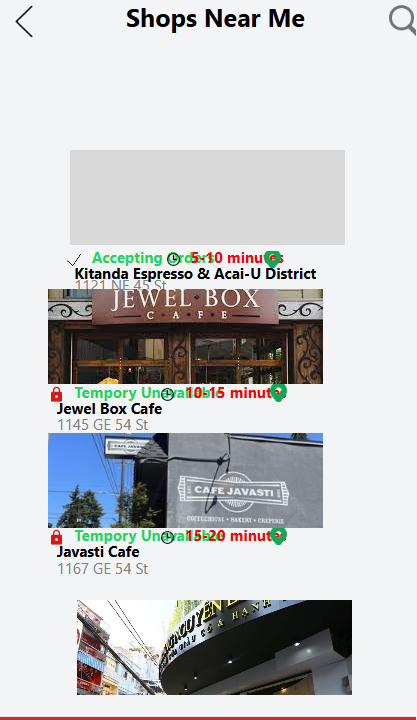 Shops Near Me
Accepting Orders 5-10 minutes
Kitanda Espresso & Acai-U District
1121 NE 45 St
JEWEL BOX
CAFE
Tempory Unavailable 10-15 minutes
Jewel Box Cafe
1145 GE 54 St
CAFE JAVASTI
CAFE JAVASTI
COFFEEHOUSE • BAKERY • CREPERIE
Tempory Unavailable 15-20 minutes
Javasti Cafe
1167 GE 54 St